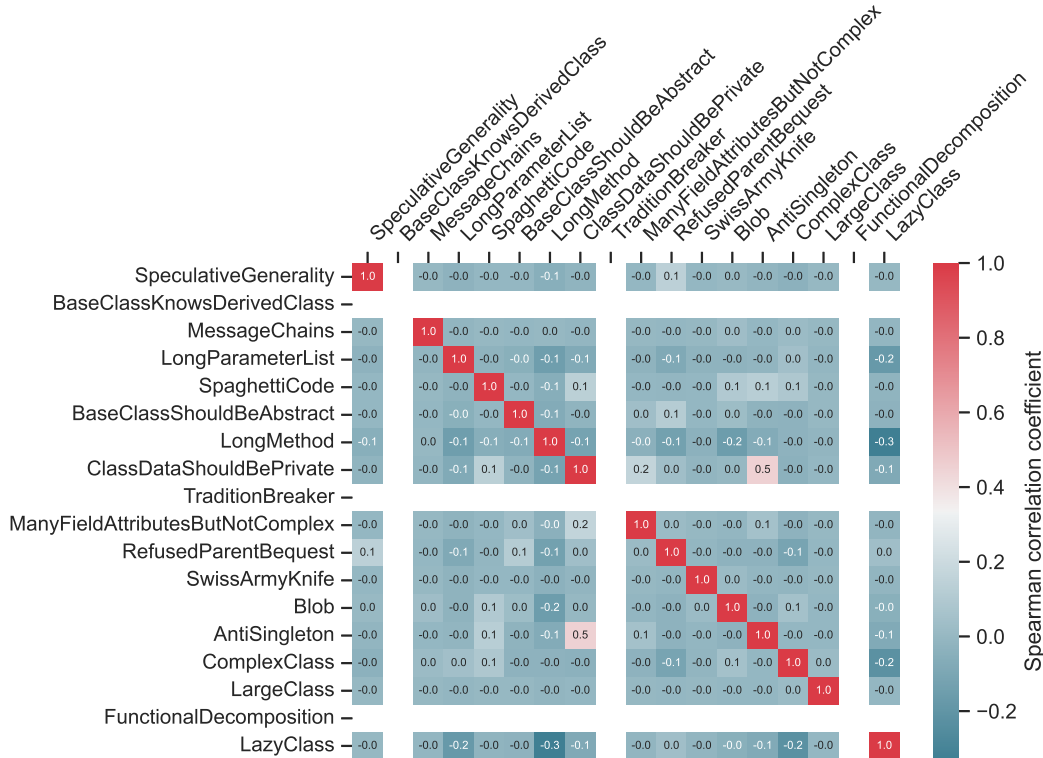 SpeculativeGenerality
BaseClassKnowsDerivedClass
MessageChains
LongParameterList
SpaghettiCode
BaseClassShouldBeAbstract
LongMethod
ClassDataShouldBePrivate
TraditionBreaker
ManyFieldAttributesButNotComplex
RefusedParentBequest
SwissArmyKnife
Blob
AntiSingleton
ComplexClass
LargeClass
FunctionalDecomposition
LazyClass
SpeculativeGenerality 1.0 -0.0 -0.0 -0.0 -0.0 -0.1 -0.0 -0.0 0.1 -0.0 0.0 -0.0 -0.0 -0.0 -0.0
BaseClassKnowsDerivedClass
MessageChains -0.0 1.0 -0.0 -0.0 -0.0 0.0 -0.0 -0.0 -0.0 -0.0 0.0 -0.0 0.0 -0.0 -0.0
LongParameterList -0.0 -0.0 1.0 -0.0 -0.0 -0.1 -0.1 -0.0 -0.1 -0.0 -0.0 -0.0 0.0 -0.0 -0.2
SpaghettiCode -0.0 -0.0 -0.0 1.0 -0.0 -0.1 0.1 -0.0 -0.0 -0.0 0.1 0.1 0.1 -0.0 -0.0
BaseClassShouldBeAbstract -0.0 -0.0 -0.0 -0.0 1.0 -0.1 -0.0 0.0 0.1 -0.0 0.0 -0.0 -0.0 -0.0 -0.0
LongMethod -0.1 0.0 -0.1 -0.1 -0.1 1.0 -0.1 -0.0 -0.1 -0.0 -0.2 -0.1 -0.0 -0.0 -0.3
ClassDataShouldBePrivate -0.0 -0.0 -0.1 0.1 -0.0 -0.1 1.0 0.2 0.0 -0.0 0.0 0.5 -0.0 -0.0 -0.1
TraditionBreaker
ManyFieldAttributesButNotComplex -0.0 -0.0 -0.0 -0.0 0.0 -0.0 0.2 1.0 0.0 -0.0 -0.0 0.1 -0.0 -0.0 -0.0
RefusedParentBequest 0.1 -0.0 -0.1 -0.0 0.1 -0.1 0.0 0.0 1.0 -0.0 -0.0 -0.0 -0.1 -0.0 0.0
SwissArmyKnife -0.0 -0.0 -0.0 -0.0 -0.0 -0.0 -0.0 -0.0 -0.0 1.0 0.0 -0.0 -0.0 -0.0 -0.0
Blob 0.0 0.0 -0.0 0.1 0.0 -0.2 0.0 -0.0 -0.0 0.0 1.0 -0.0 0.1 -0.0 -0.0
AntiSingleton -0.0 -0.0 -0.0 0.1 -0.0 -0.1 0.5 0.1 -0.0 -0.0 -0.0 1.0 -0.0 -0.0 -0.1
ComplexClass -0.0 0.0 0.0 0.1 -0.0 -0.0 -0.0 -0.0 -0.1 -0.0 0.1 -0.0 1.0 0.0 -0.2
LargeClass -0.0 -0.0 -0.0 -0.0 -0.0 -0.0 -0.0 -0.0 -0.0 -0.0 -0.0 -0.0 0.0 1.0 -0.0
FunctionalDecomposition
LazyClass -0.0 -0.0 -0.2 -0.0 -0.0 -0.3 -0.1 -0.0 0.0 -0.0 -0.0 -0.1 -0.2 -0.0 1.0
1.0
0.8
0.6
0.4
0.2
0.0
−0.2
Spearman correlation coefficient